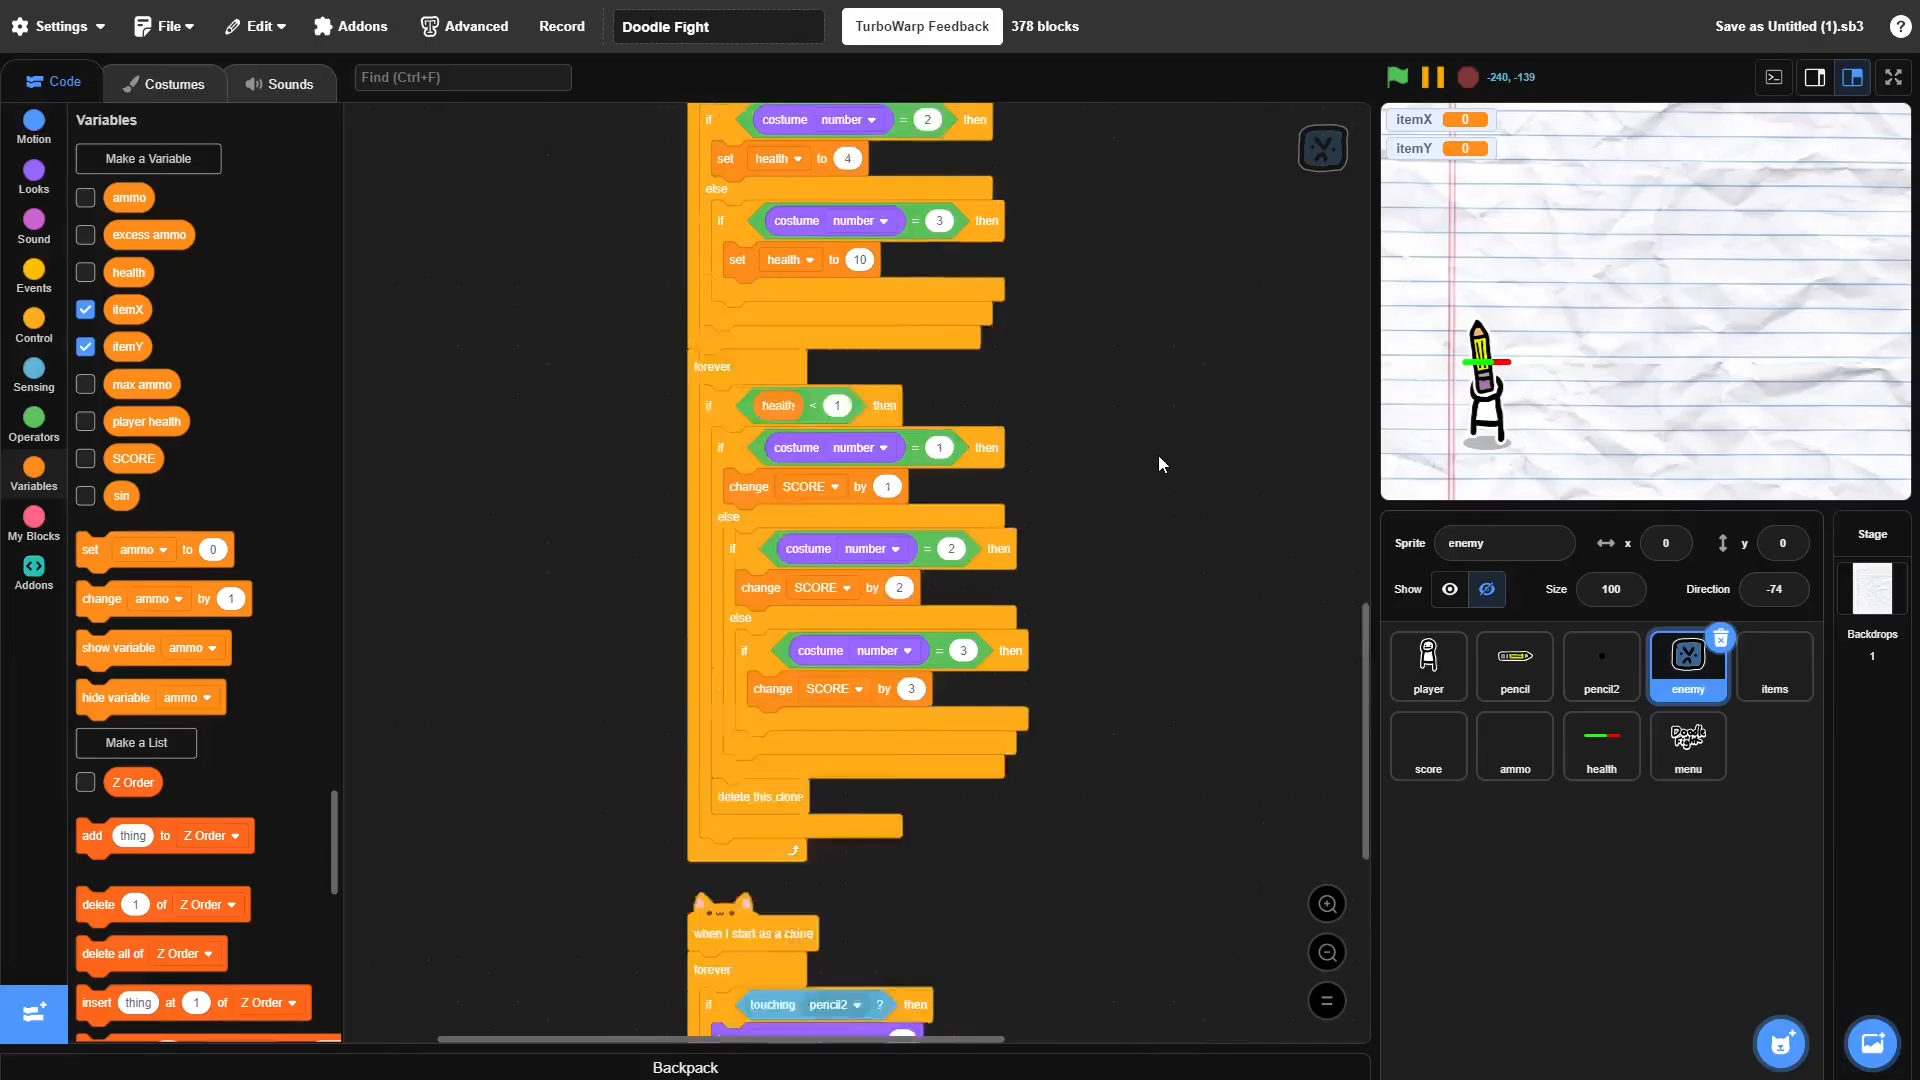 Settings File Edit Addons Advanced Record Doodle Fight TurboWarp Feedback 378 blocks Save as Untitled (1).sb3 ?
Code Costumes Sounds Find (Ctrl+F) -240, -139
Motion
Looks
Sound
Events
Control
Sensing
Operators
Variables
My Blocks
Addons
Variables
Make a Variable
ammo
excess ammo
health
itemX
itemY
max ammo
player health
SCORE
sin
set ammo to 0
change ammo by 1
show variable ammo
hide variable ammo
Make a List
Z Order
add thing to Z Order
delete 1 of Z Order
delete all of Z Order
insert thing at 1 of Z Order
if costume number = 2 then
set health to 4
else
if costume number = 3 then
set health to 10
forever
if health < 1 then
if costume number = 1 then
change SCORE by 1
else
if costume number = 2 then
change SCORE by 2
else
if costume number = 3 then
change SCORE by 3
delete this clone
when I start as a clone
forever
if touching pencil2 ? then
Backpack
itemX 0
itemY 0
Sprite enemy x 0 y 0
Show Size 100 Direction -74
player
pencil
pencil2
enemy
items
score
ammo
health
Doodle
Fight
menu
Stage
Backdrops
1